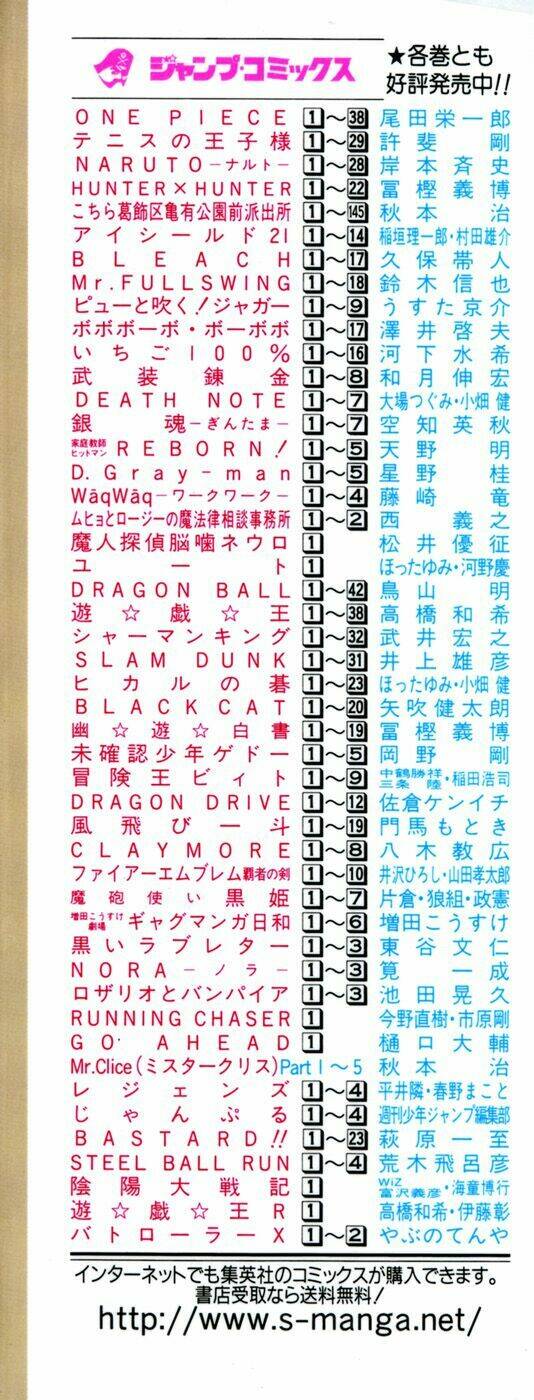 ジャンプ・コミックス
★各巻とも
好評発売中!!
ONE PIECE 1〜38 尾田栄一郎
テニスの王子様 1〜29 許斐 剛
NARUTO—ナルト— 1〜28 岸本斉史
HUNTER×HUNTER 1〜22 冨樫義博
こちら葛飾区亀有公園前派出所 1〜145 秋本 治
アイシールド21 1〜14 稲垣理一郎・村田雄介
BLEACH 1〜17 久保帯人
Mr.FULLSWING 1〜18 鈴木信也
ピューと吹く!ジャガー 1〜9 うすた京介
ボボボーボ・ボーボボ 1〜17 澤井啓夫
いちご100% 1〜16 河下水希
武装錬金 1〜8 和月伸宏
DEATH NOTE 1〜7 大場つぐみ・小畑 健
銀魂—ぎんたま— 1〜7 空知英秋
家庭教師ヒットマン REBORN! 1〜5 天野 明
D.Gray-man 1〜5 星野 桂
WāqWāq—ワークワーク— 1〜4 藤崎 竜
ムヒョとロージーの魔法律相談事務所 1〜2 西 義之
魔人探偵脳噛ネウロ 1 松井優征
ユート 1 ほったゆみ・河野慶
DRAGON BALL 1〜42 鳥山 明
遊☆戯☆王 1〜38 高橋和希
シャーマンキング 1〜32 武井宏之
SLAM DUNK 1〜31 井上雄彦
ヒカルの碁 1〜23 ほったゆみ・小畑 健
BLACK CAT 1〜20 矢吹健太朗
幽☆遊☆白書 1〜19 冨樫義博
未確認少年ゲドー 1〜5 岡野 剛
冒険王ビィト 1〜9 三条 陸・稲田浩司 中鶴勝祥
DRAGON DRIVE 1〜12 佐倉ケンイチ
風飛び一斗 1〜19 門馬もとき
CLAYMORE 1〜8 八木教広
ファイアーエムブレム覇者の剣 1〜10 井沢ひろし・山田孝太郎
魔砲使い黒姫 1〜7 片倉・狼組・政憲
増田こうすけ劇場 ギャグマンガ日和 1〜6 増田こうすけ
黒いラブレター 1〜3 東谷文仁
NORA—ノラ— 1〜3 筧 一成
ロザリオとバンパイア 1〜3 池田晃久
RUNNING CHASER 1 今野直樹・市原剛
GO AHEAD 1 樋口大輔
Mr.Clice(ミスタークリス)Part 1〜5 秋本 治
レジェンズ 1〜4 平井隣・春野まこと
じゃんぷる 1〜4 週刊少年ジャンプ編集部
BASTARD!! 1〜23 萩原一至
STEEL BALL RUN 1〜4 荒木飛呂彦
陰陽大戦記 1 WiZ 富沢義彦・海童博行
遊☆戯☆王R 1 高橋和希・伊藤彰
バトローラーX 1〜2 やぶのてんや
インターネットでも集英社のコミックスが購入できます。
書店受取なら送料無料!
http://www.s-manga.net/